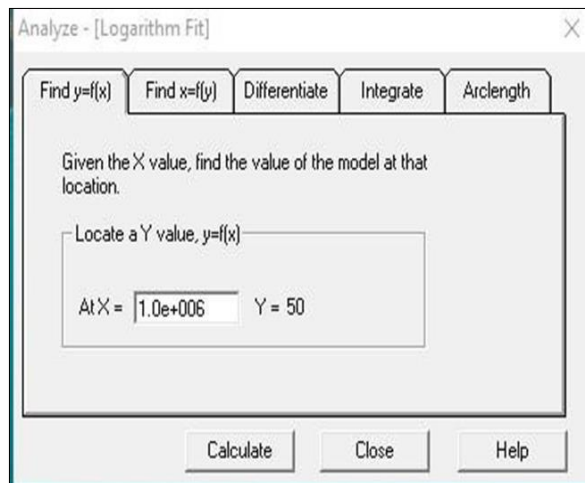 Analyze - [Logarithm Fit]
Find y=f(x) Find x=f(y) Differentiate Integrate Arclength
Given the X value, find the value of the model at that
location.
Locate a Y value, y=f(x)
At X = 1.0e+006 Y = 50
Calculate Close Help